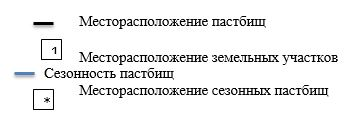 Месторасположение пастбищ
1 Месторасположение земельных участков
Сезонность пастбищ
* Месторасположение сезонных пастбищ